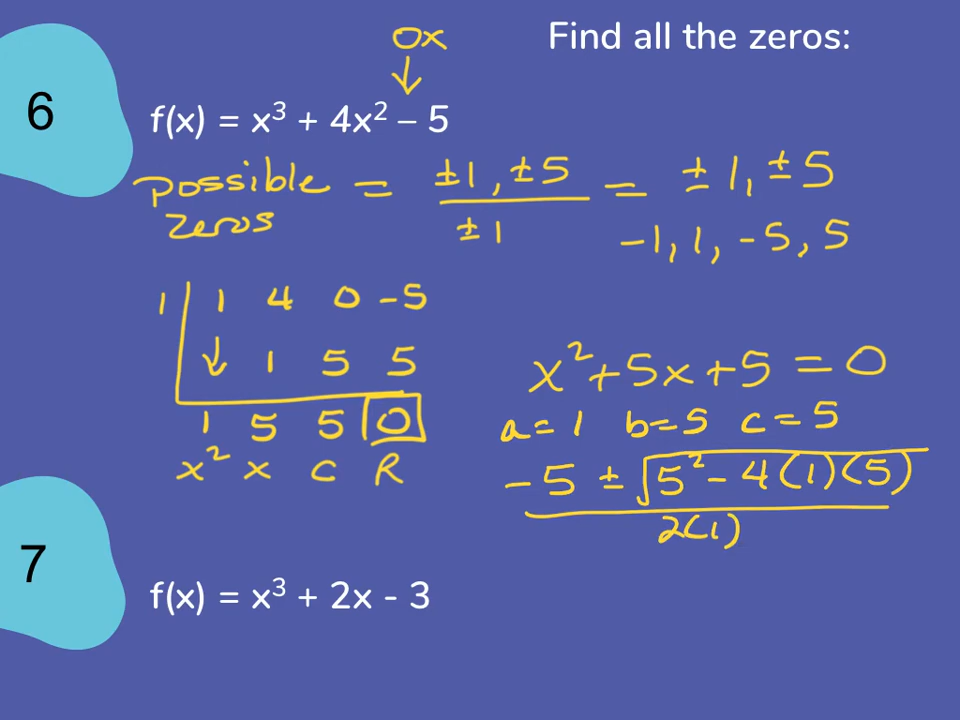 0x
Find all the zeros:
6
f(x) = x³ + 4x² – 5
possible zeros = ±1, ±5 / ±1 = ±1, ±5
-1, 1, -5, 5
1 | 1 4 0 -5
↓ 1 5 5
1 5 5 0
x² x c R
x² + 5x + 5 = 0
a = 1 b = 5 c = 5
-5 ± √5² - 4(1)(5)
2(1)
7
f(x) = x³ + 2x - 3